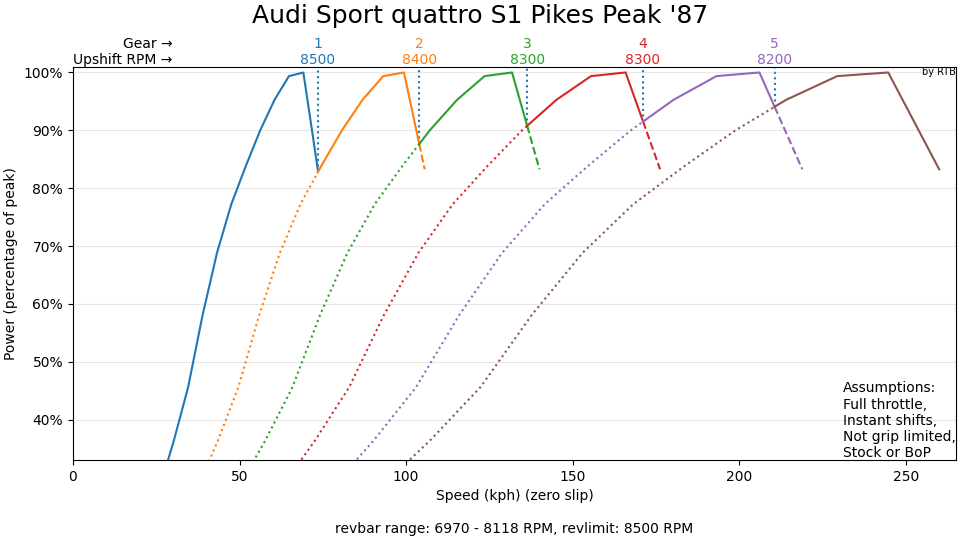 Audi Sport quattro S1 Pikes Peak '87
Gear → 1 2 3 4 5
Upshift RPM → 8500 8400 8300 8300 8200
by RTB
100%
90%
80%
70%
60%
50%
40%
Power (percentage of peak)
Assumptions:
Full throttle,
Instant shifts,
Not grip limited,
Stock or BoP
0 50 100 150 200 250
Speed (kph) (zero slip)
revbar range: 6970 - 8118 RPM, revlimit: 8500 RPM